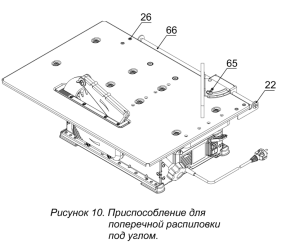 26
66
65
22
Рисунок 10. Приспособление для
поперечной распиловки
под углом.